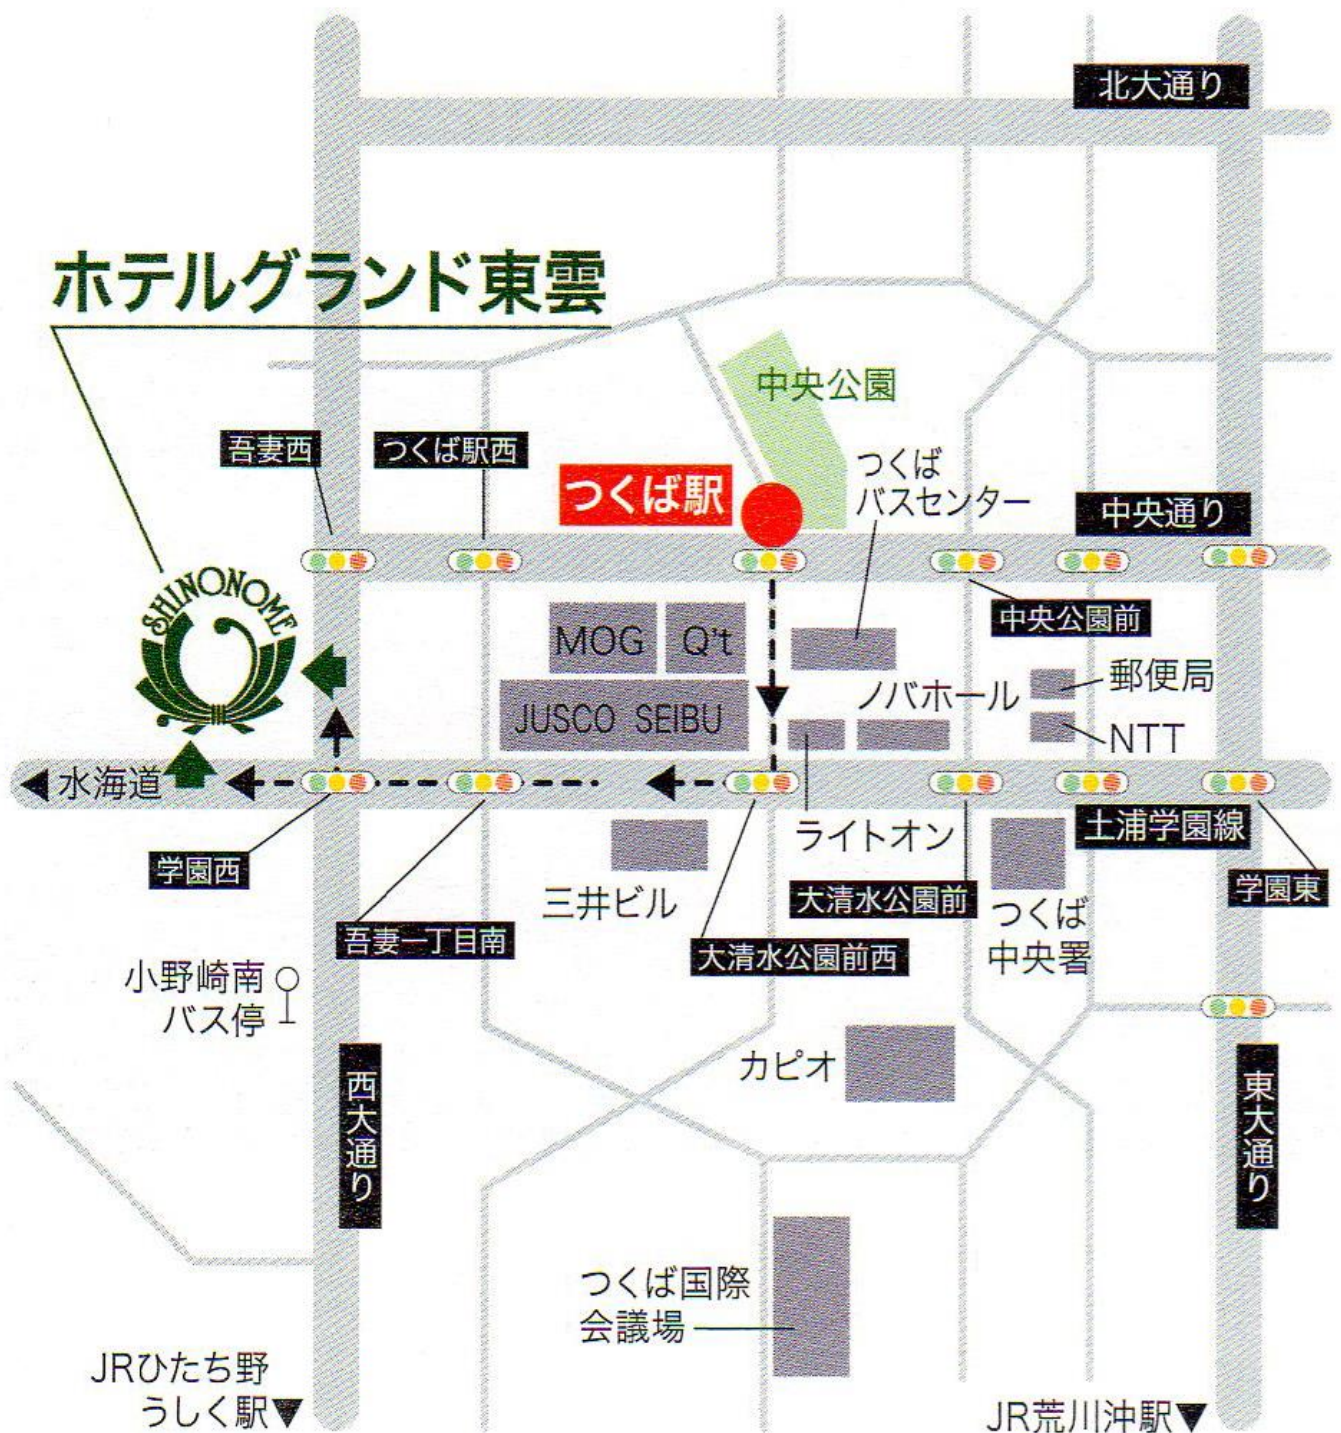 北大通り
ホテルグランド東雲
中央公園
吾妻西
つくば駅西
つくば
バスセンター
つくば駅
中央通り
SHINONOME
中央公園前
MOG
Q't
郵便局
ノバホール
JUSCO SEIBU
NTT
水海道
ライトオン
土浦学園線
学園西
三井ビル
大清水公園前
学園東
つくば
中央署
吾妻一丁目南
大清水公園前西
小野崎南
バス停
カピオ
西大通り
東大通り
つくば国際
会議場
JRひたち野
うしく駅
JR荒川沖駅